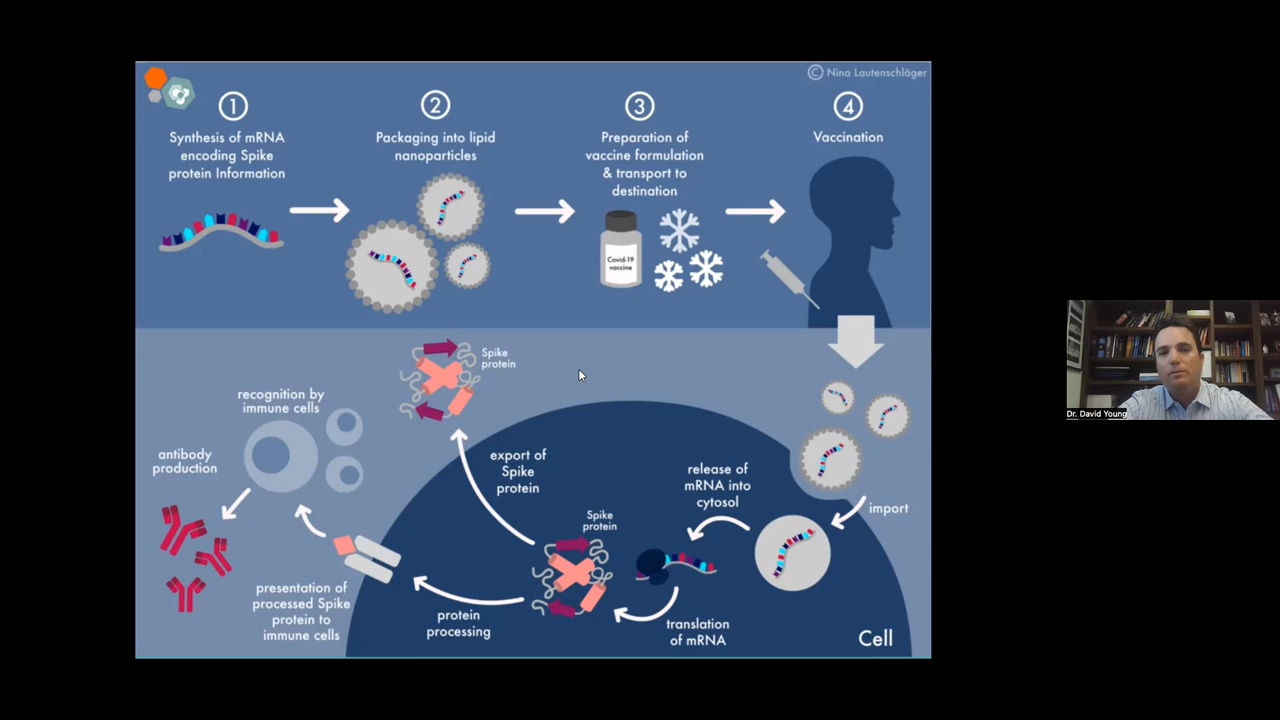 © Nina Lautenschläger
1
Synthesis of mRNA
encoding Spike
protein Information
2
Packaging into lipid
nanoparticles
3
Preparation of
vaccine formulation
& transport to
destination
Covid-19
vaccine
4
Vaccination
Spike
protein
recognition by
immune cells
antibody
production
export of
Spike
protein
release of
mRNA into
cytosol
import
Spike
protein
presentation of
processed Spike
protein to
immune cells
protein
processing
translation
of mRNA
Cell
Dr. David Young